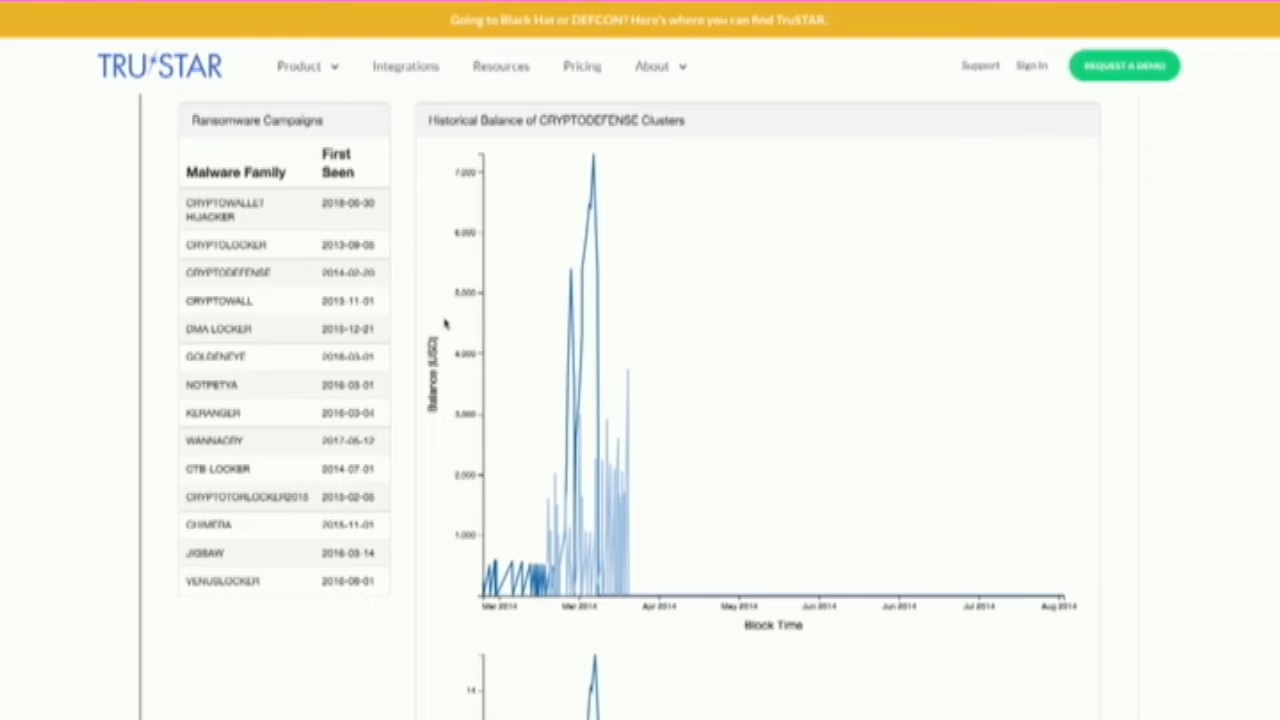 Going to Black Hat or DEFCON? Here's where you can find TruSTAR.
TRUSTAR
Product
Integrations
Resources
Pricing
About
Support
Sign In
REQUEST A DEMO
Ransomware Campaigns
Malware Family First Seen
CRYPTOWALLET HIJACKER 2018-06-30
CRYPTOLOCKER 2013-09-05
CRYPTODEFENSE 2014-02-20
CRYPTOWALL 2013-11-01
DMA LOCKER 2015-12-21
GOLDENEYE 2016-03-01
NOTPETYA 2016-03-01
KERANGER 2016-03-04
WANNACRY 2017-05-12
CTB LOCKER 2014-07-01
CRYPTOTORLOCKER2015 2015-02-05
CHIMERA 2015-11-01
JIGSAW 2016-03-14
VENUSLOCKER 2016-08-01
Historical Balance of CRYPTODEFENSE Clusters
Balance (USD)
7,000
6,000
5,000
4,000
3,000
2,000
1,000
Mar 2014
Mar 2014
Apr 2014
May 2014
Jun 2014
Jun 2014
Jul 2014
Aug 2014
Block Time
14